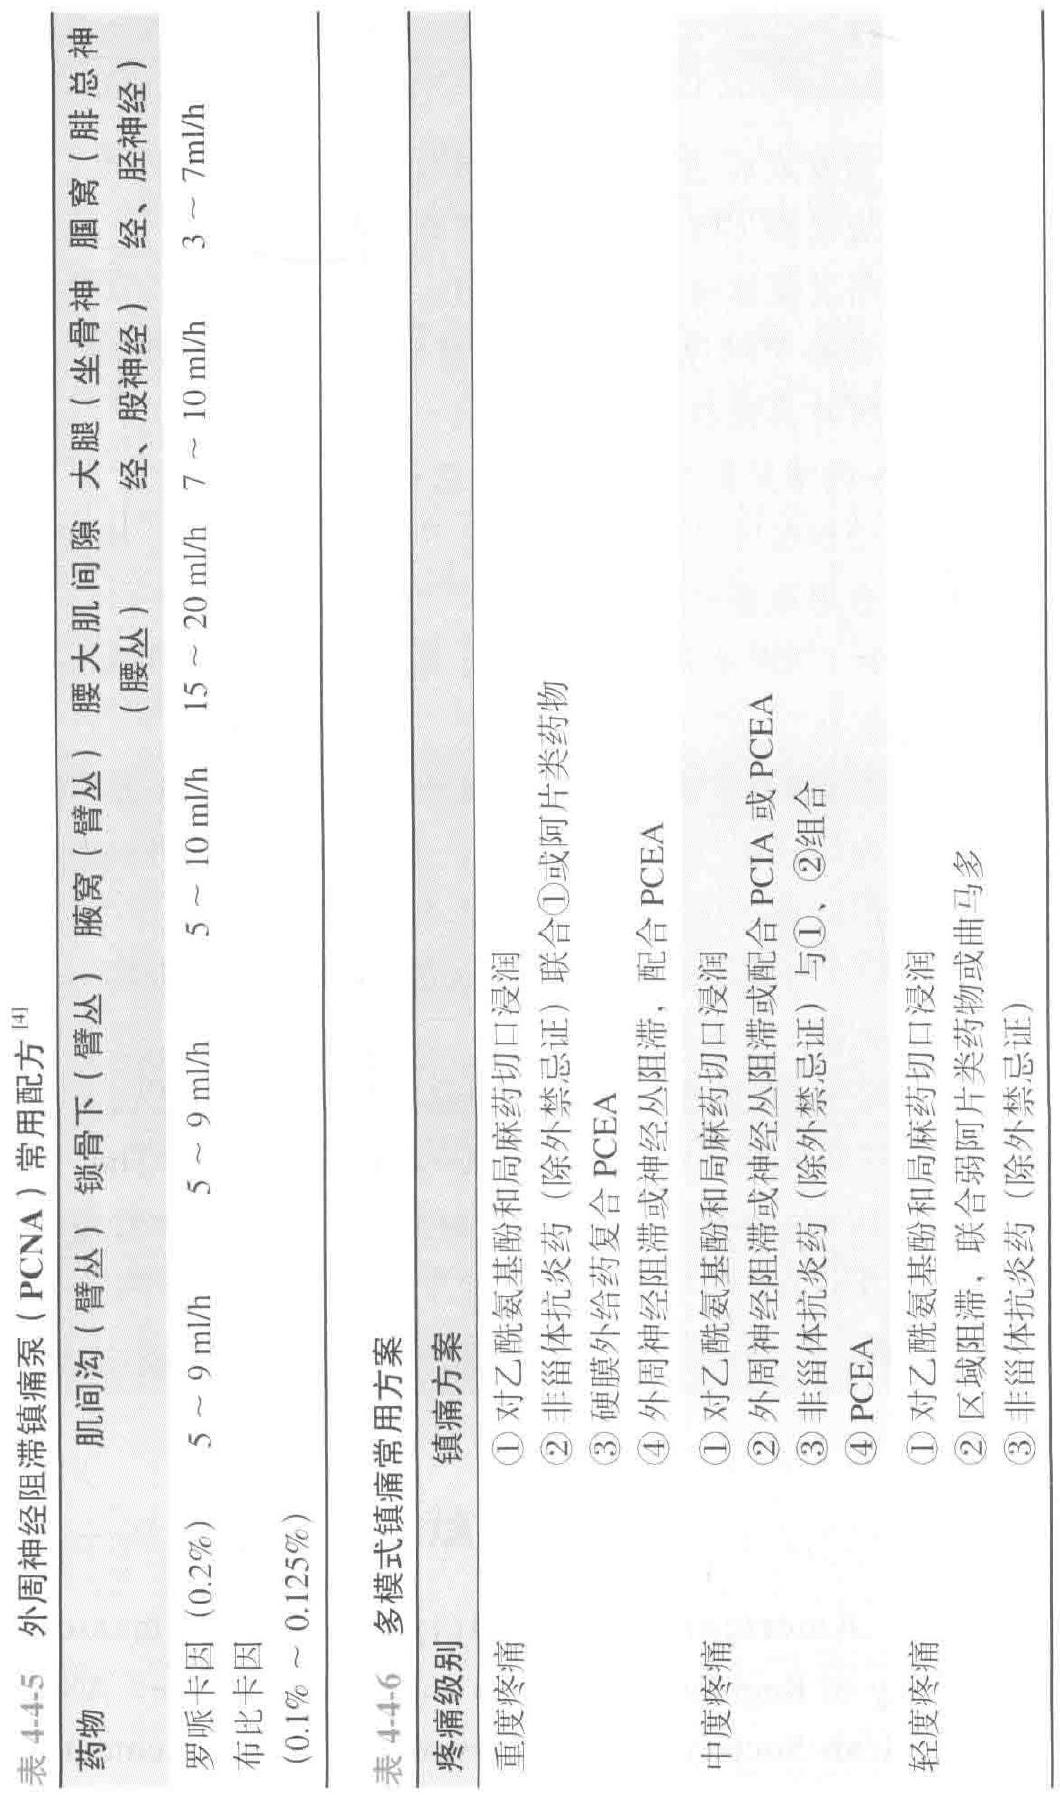 表 4-4-5 外周神经阻滞镇痛泵（PCNA）常用配方[4]
药物 肌间沟（臂丛） 锁骨下（臂丛） 腋窝（臂丛） 腰大肌间隙 大腿（坐骨神 腘窝（腓总神
（腰丛） 经、股神经） 经、胫神经）
罗哌卡因（0.2%） 5 ~ 9 ml/h 5 ~ 9 ml/h 5 ~ 10 ml/h 15 ~ 20 ml/h 7 ~ 10 ml/h 3 ~ 7ml/h
布比卡因
（0.1% ~ 0.125%）
表 4-4-6 多模式镇痛常用方案
疼痛级别 镇痛方案
重度疼痛 ① 对乙酰氨基酚和局麻药切口浸润
② 非甾体抗炎药（除外禁忌证）联合①或阿片类药物
③ 硬膜外给药复合 PCEA
④ 外周神经阻滞或神经丛阻滞，配合 PCEA
中度疼痛 ① 对乙酰氨基酚和局麻药切口浸润
② 外周神经阻滞或神经丛阻滞或配合 PCIA 或 PCEA
③ 非甾体抗炎药（除外禁忌证）与①、②组合
④ PCEA
轻度疼痛 ① 对乙酰氨基酚和局麻药切口浸润
② 区域阻滞，联合弱阿片类药物或曲马多
③ 非甾体抗炎药（除外禁忌证）